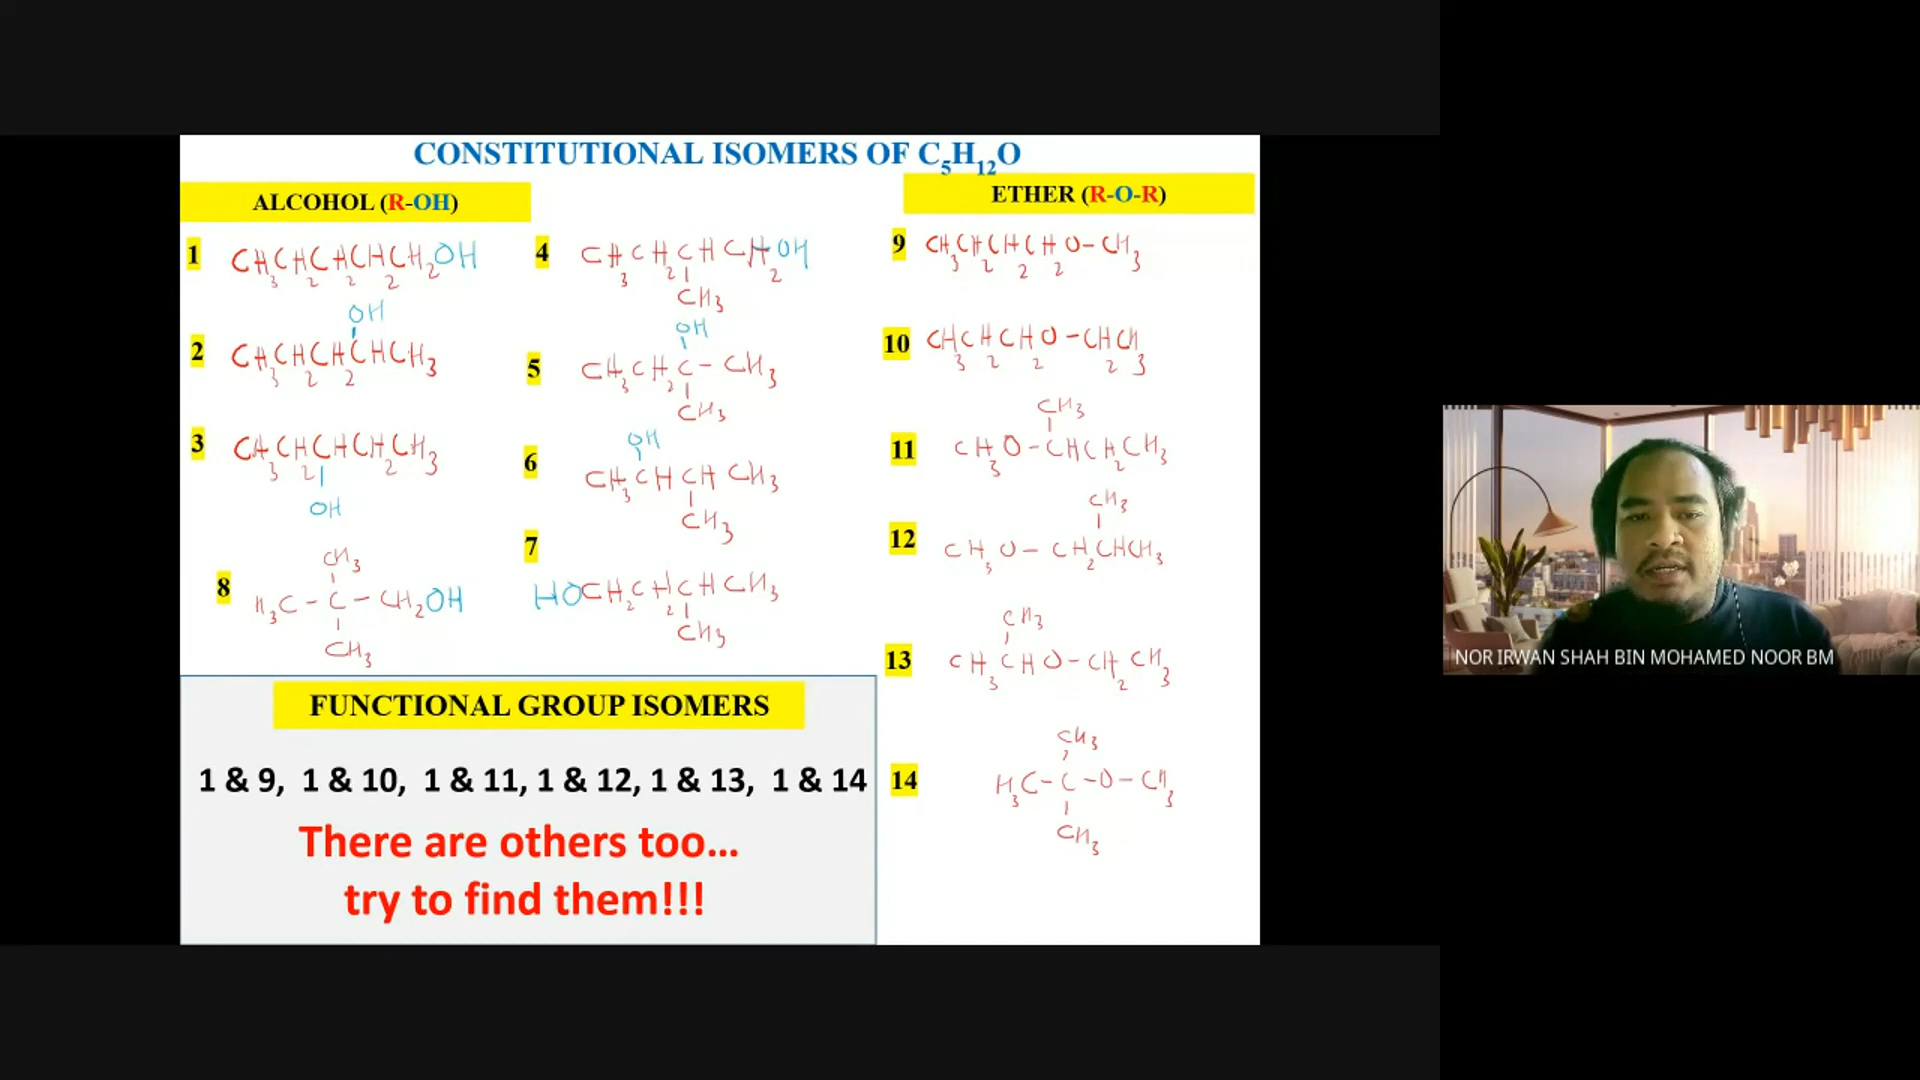 CONSTITUTIONAL ISOMERS OF C5H12O
ALCOHOL (R-OH)
ETHER (R-O-R)
1 CH3CH2CH2CH2CH2OH
OH
2 CH3CH2CH2CHCH3
3 CH3CH2CHCH2CH3
OH
CH3
8 H3C-C-CH2OH
CH3
4 CH3CH2CHCH2OH
CH3
OH
5 CH3CH2C-CH3
CH3
OH
6 CH3CHCHCH3
CH3
7
HOCH2CH2CHCH3
CH3
9 CH3CH2CH2CH2O-CH3
10 CH3CH2CH2O-CH2CH3
CH3
11 CH3O-CHCH2CH3
CH3
12 CH3O-CH2CHCH3
CH3
13 CH3CHO-CH2CH3
CH3
14 H3C-C-O-CH3
CH3
FUNCTIONAL GROUP ISOMERS
1 & 9, 1 & 10, 1 & 11, 1 & 12, 1 & 13, 1 & 14
There are others too...
try to find them!!!
NOR IRWAN SHAH BIN MOHAMED NOOR BM